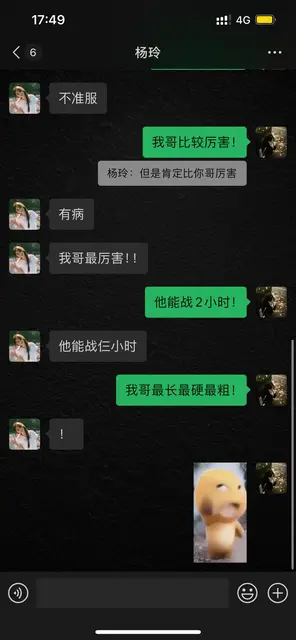 17:49
4G
6
杨玲
不准服
我哥比较厉害！
杨玲：但是肯定比你哥厉害
有病
我哥最厉害！！
他能战2小时！
他能战仨小时
我哥最长最硬最粗！
！